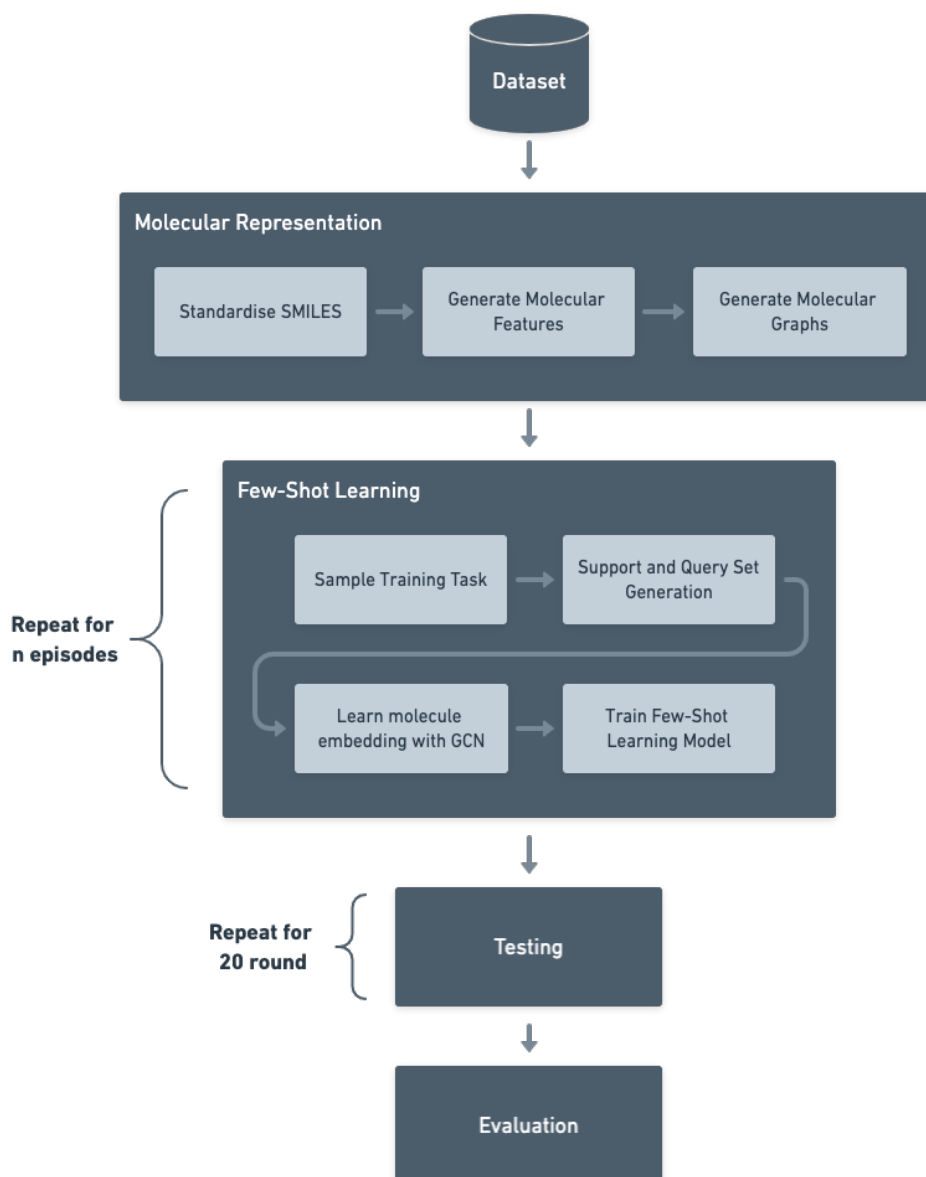 Dataset
Molecular Representation
Standardise SMILES
Generate Molecular
Features
Generate Molecular
Graphs
Few-Shot Learning
Repeat for
n episodes
Sample Training Task
Support and Query Set
Generation
Learn molecule
embedding with GCN
Train Few-Shot
Learning Model
Repeat for
20 round
Testing
Evaluation